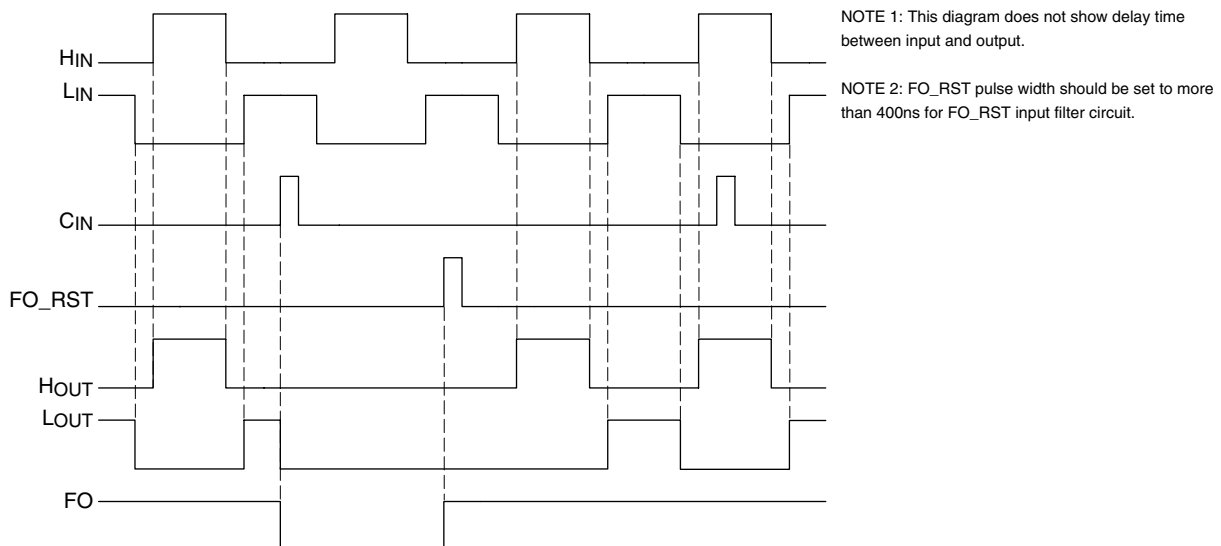 HIN
LIN
CIN
FO_RST
HOUT
LOUT
FO
NOTE 1: This diagram does not show delay time
between input and output.
NOTE 2: FO_RST pulse width should be set to more
than 400ns for FO_RST input filter circuit.